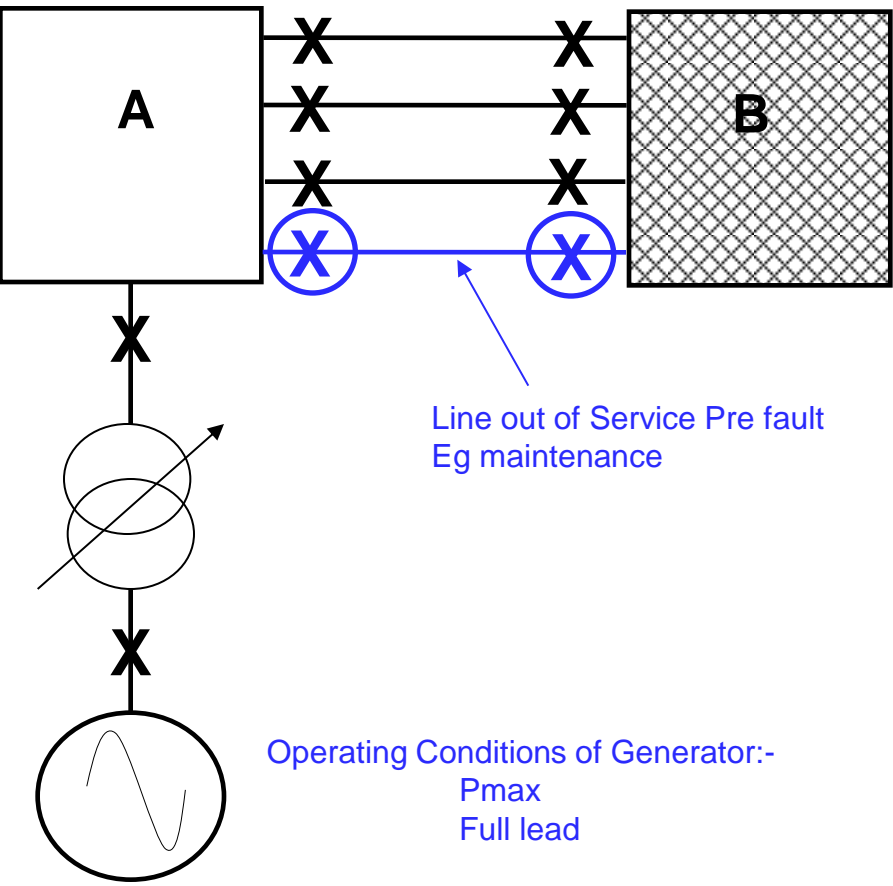 A
B
X X
X X
X X
X X
X
Line out of Service Pre fault
Eg maintenance
X
Operating Conditions of Generator:-
Pmax
Full lead